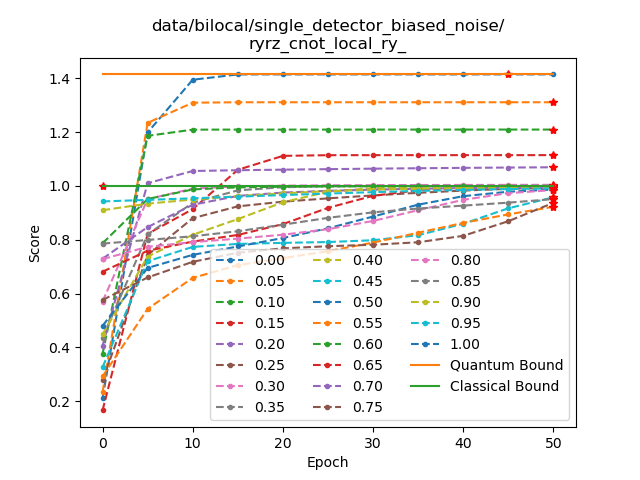 data/bilocal/single_detector_biased_noise/
ryrz_cnot_local_ry_
Score
1.4
1.2
1.0
0.8
0.6
0.4
0.2
0 10 20 30 40 50
Epoch
0.00 0.40 0.80
0.05 0.45 0.85
0.10 0.50 0.90
0.15 0.55 0.95
0.20 0.60 1.00
0.25 0.65 Quantum Bound
0.30 0.70 Classical Bound
0.35 0.75